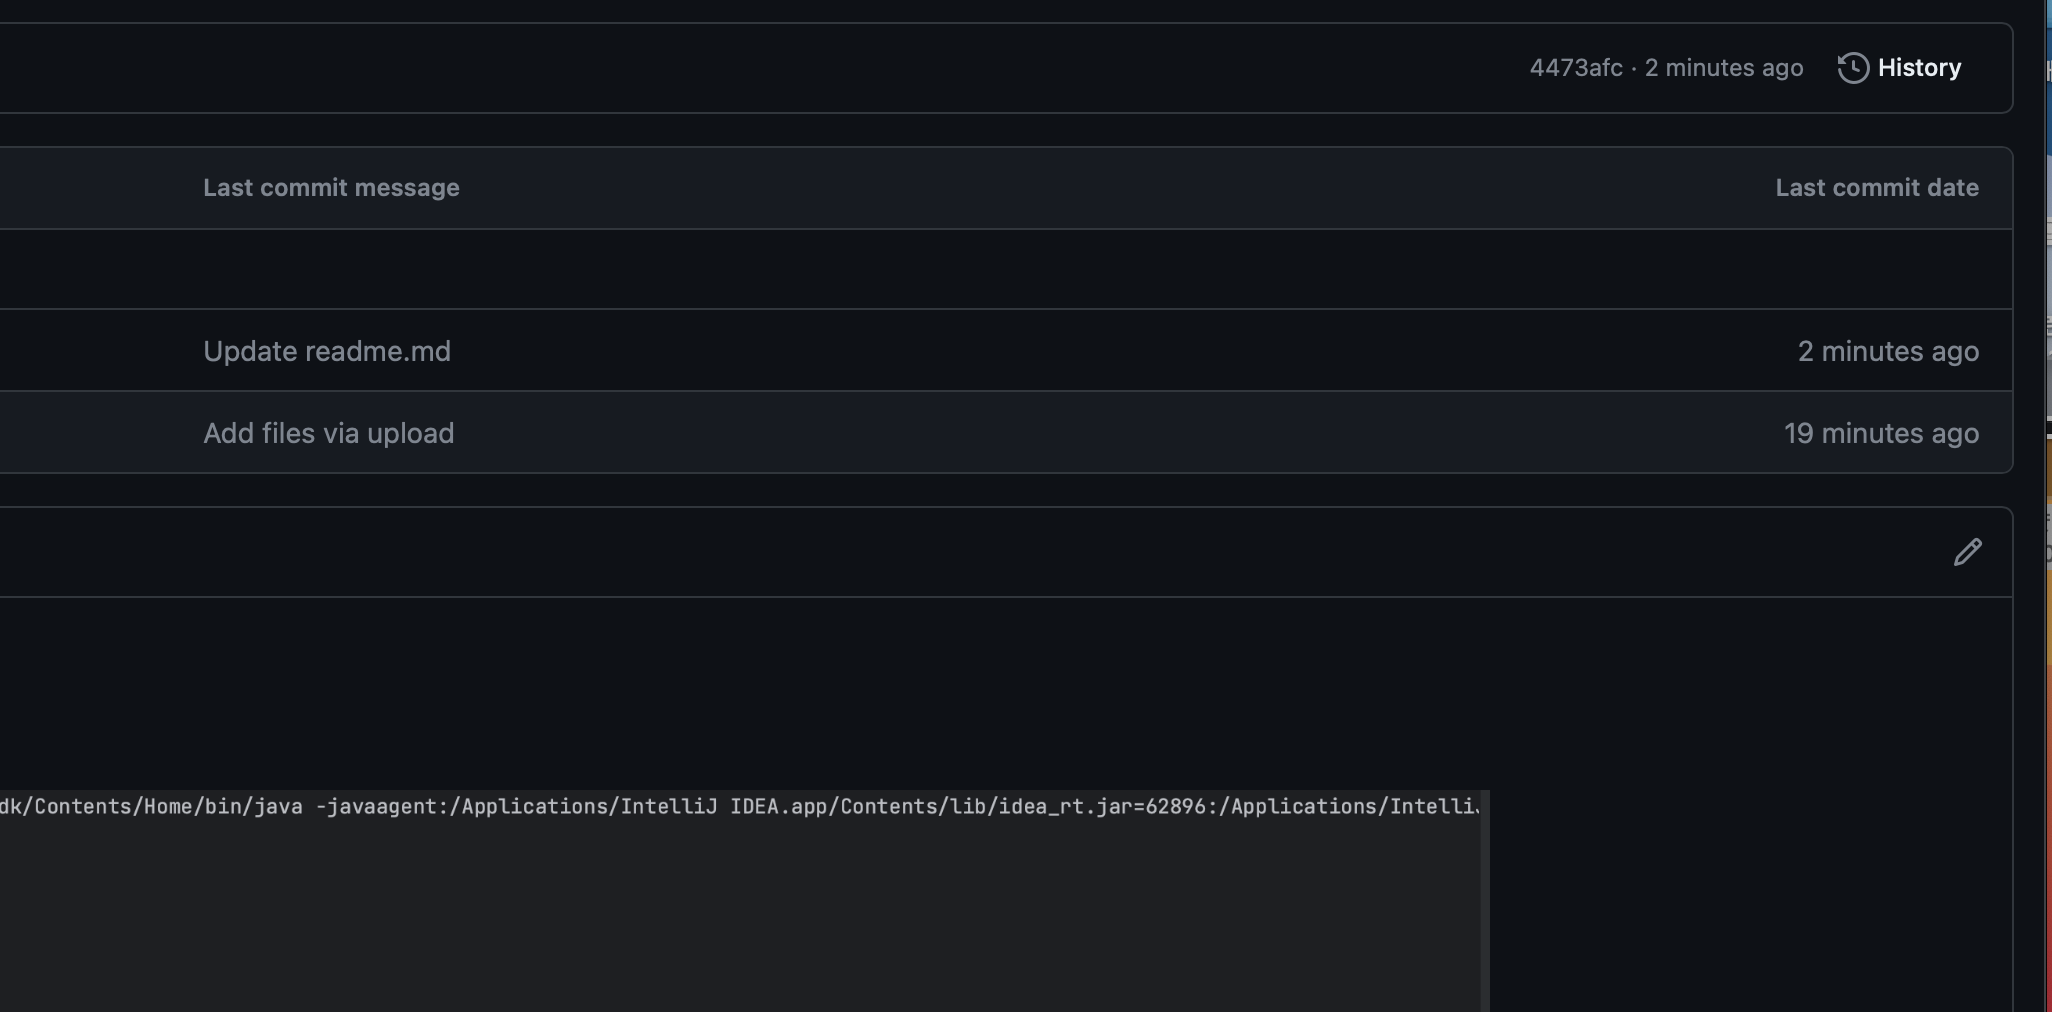 4473afc · 2 minutes ago History
Last commit message Last commit date
Update readme.md 2 minutes ago
Add files via upload 19 minutes ago
dk/Contents/Home/bin/java -javaagent:/Applications/IntelliJ IDEA.app/Contents/lib/idea_rt.jar=62896:/Applications/IntelliJ